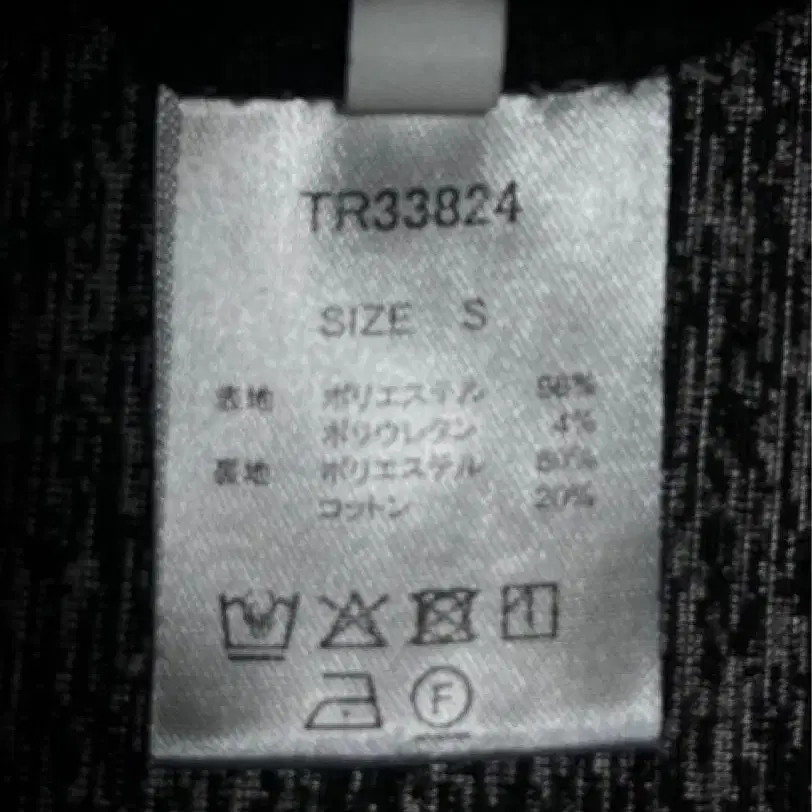 TR33824
SIZE S
表地 ポリエステル 96%
ポリウレタン 4%
裏地 ポリエステル 80%
コットン 20%
F